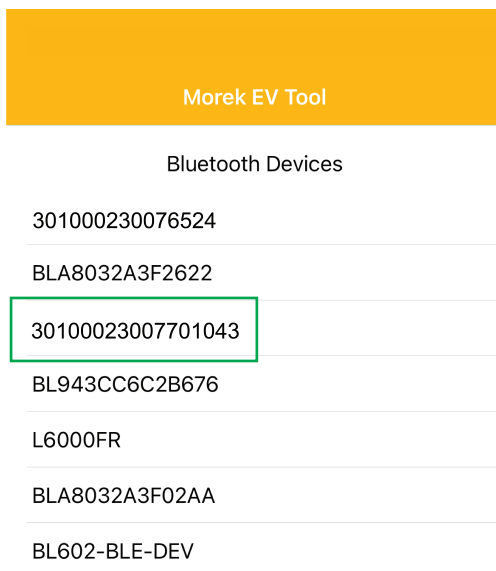 Morek EV Tool
Bluetooth Devices
301000230076524
BLA8032A3F2622
30100023007701043
BL943CC6C2B676
L6000FR
BLA8032A3F02AA
BL602-BLE-DEV